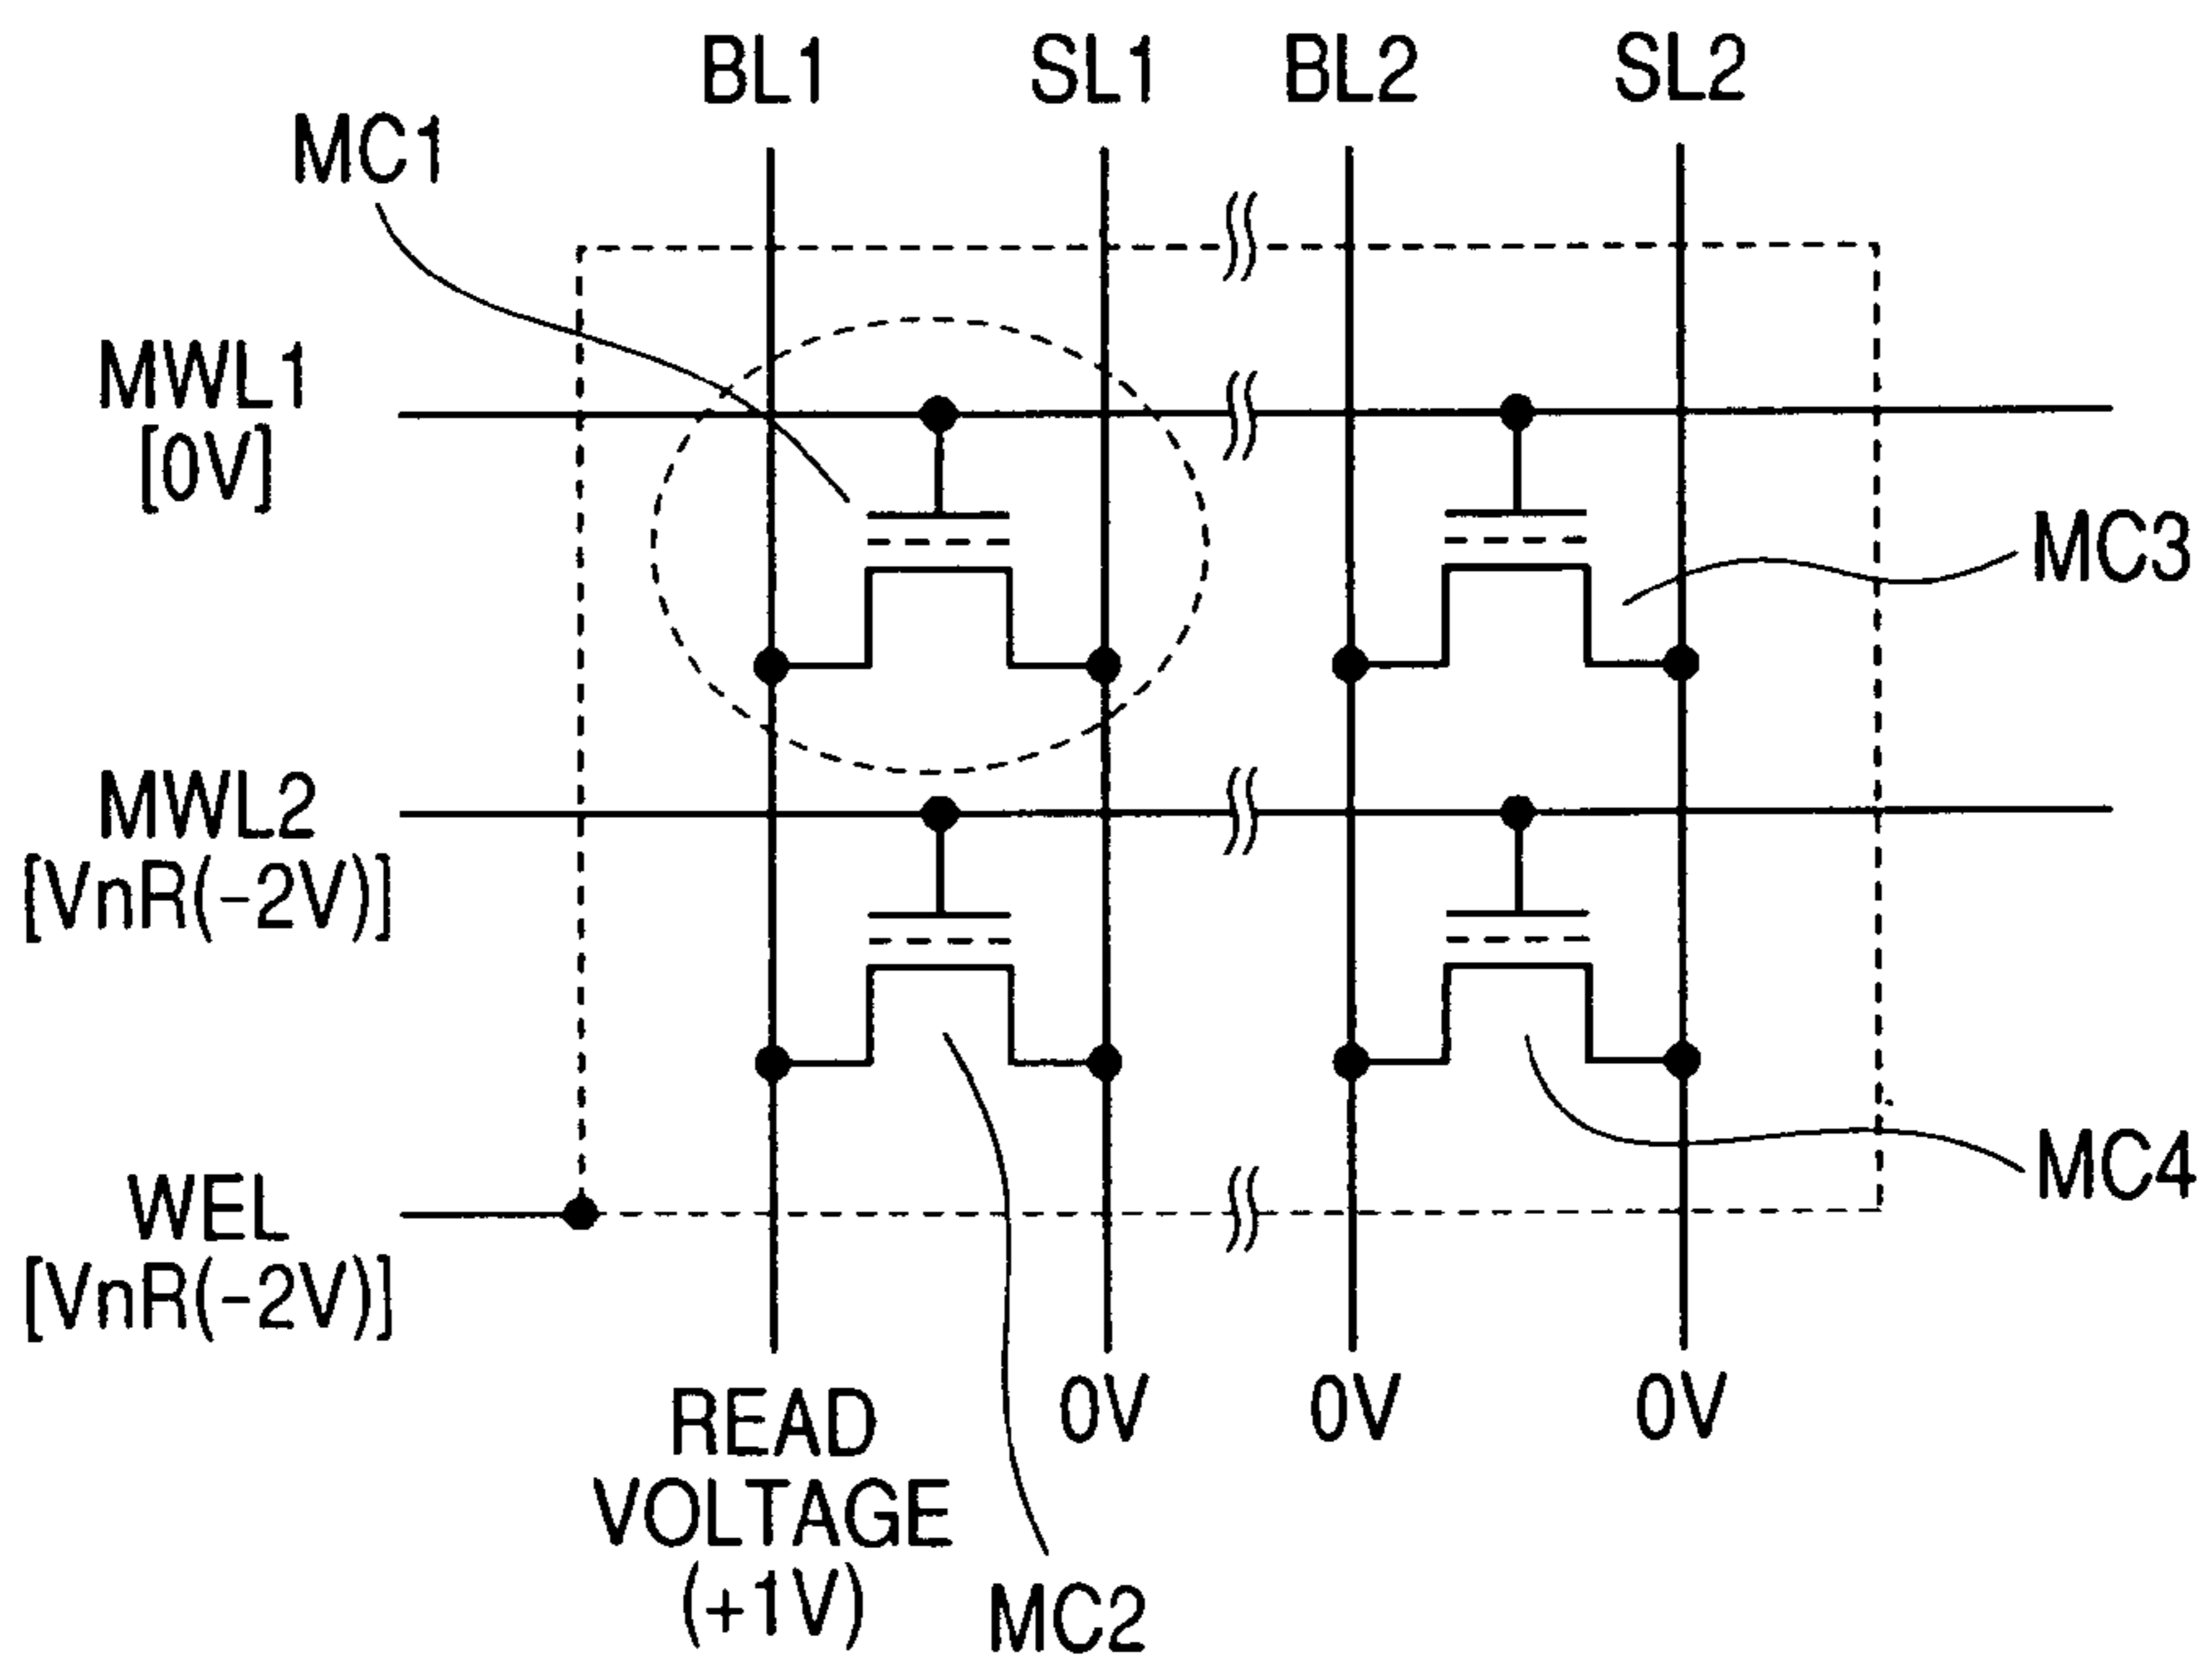 BL1
SL1
BL2
SL2
MC1
MWL1
[0V]
MC3
MWL2
[VnR(-2V)]
MC4
WEL
[VnR(-2V)]
READ
VOLTAGE
(+1V)
0V
0V
0V
MC2